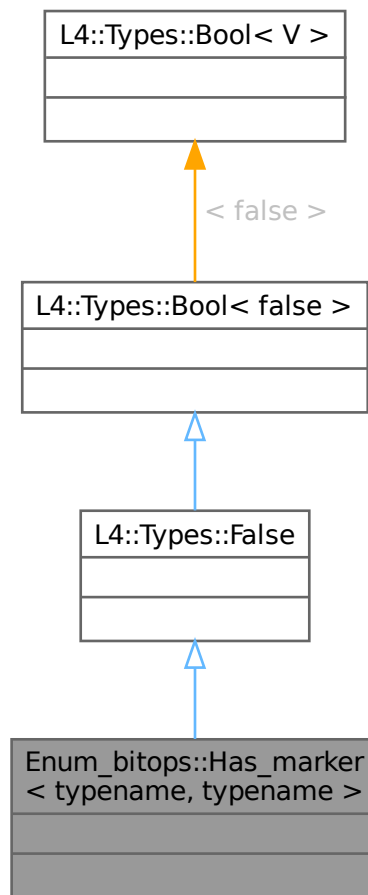 L4::Types::Bool< V >
< false >
L4::Types::Bool< false >
L4::Types::False
Enum_bitops::Has_marker
< typename, typename >